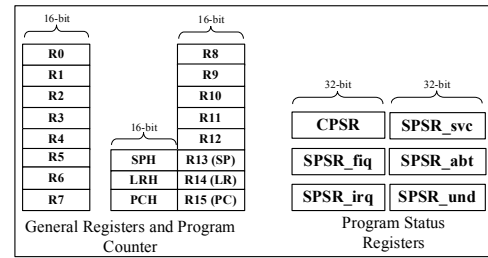 16-bit
16-bit
R0
R8
R1
R9
R2
R10
32-bit
32-bit
R3
R11
16-bit
CPSR
SPSR_svc
R4
R12
R5
SPH
R13 (SP)
SPSR_fiq
SPSR_abt
R6
LRH
R14 (LR)
R7
PCH
R15 (PC)
SPSR_irq
SPSR_und
General Registers and Program
Counter
Program Status
Registers